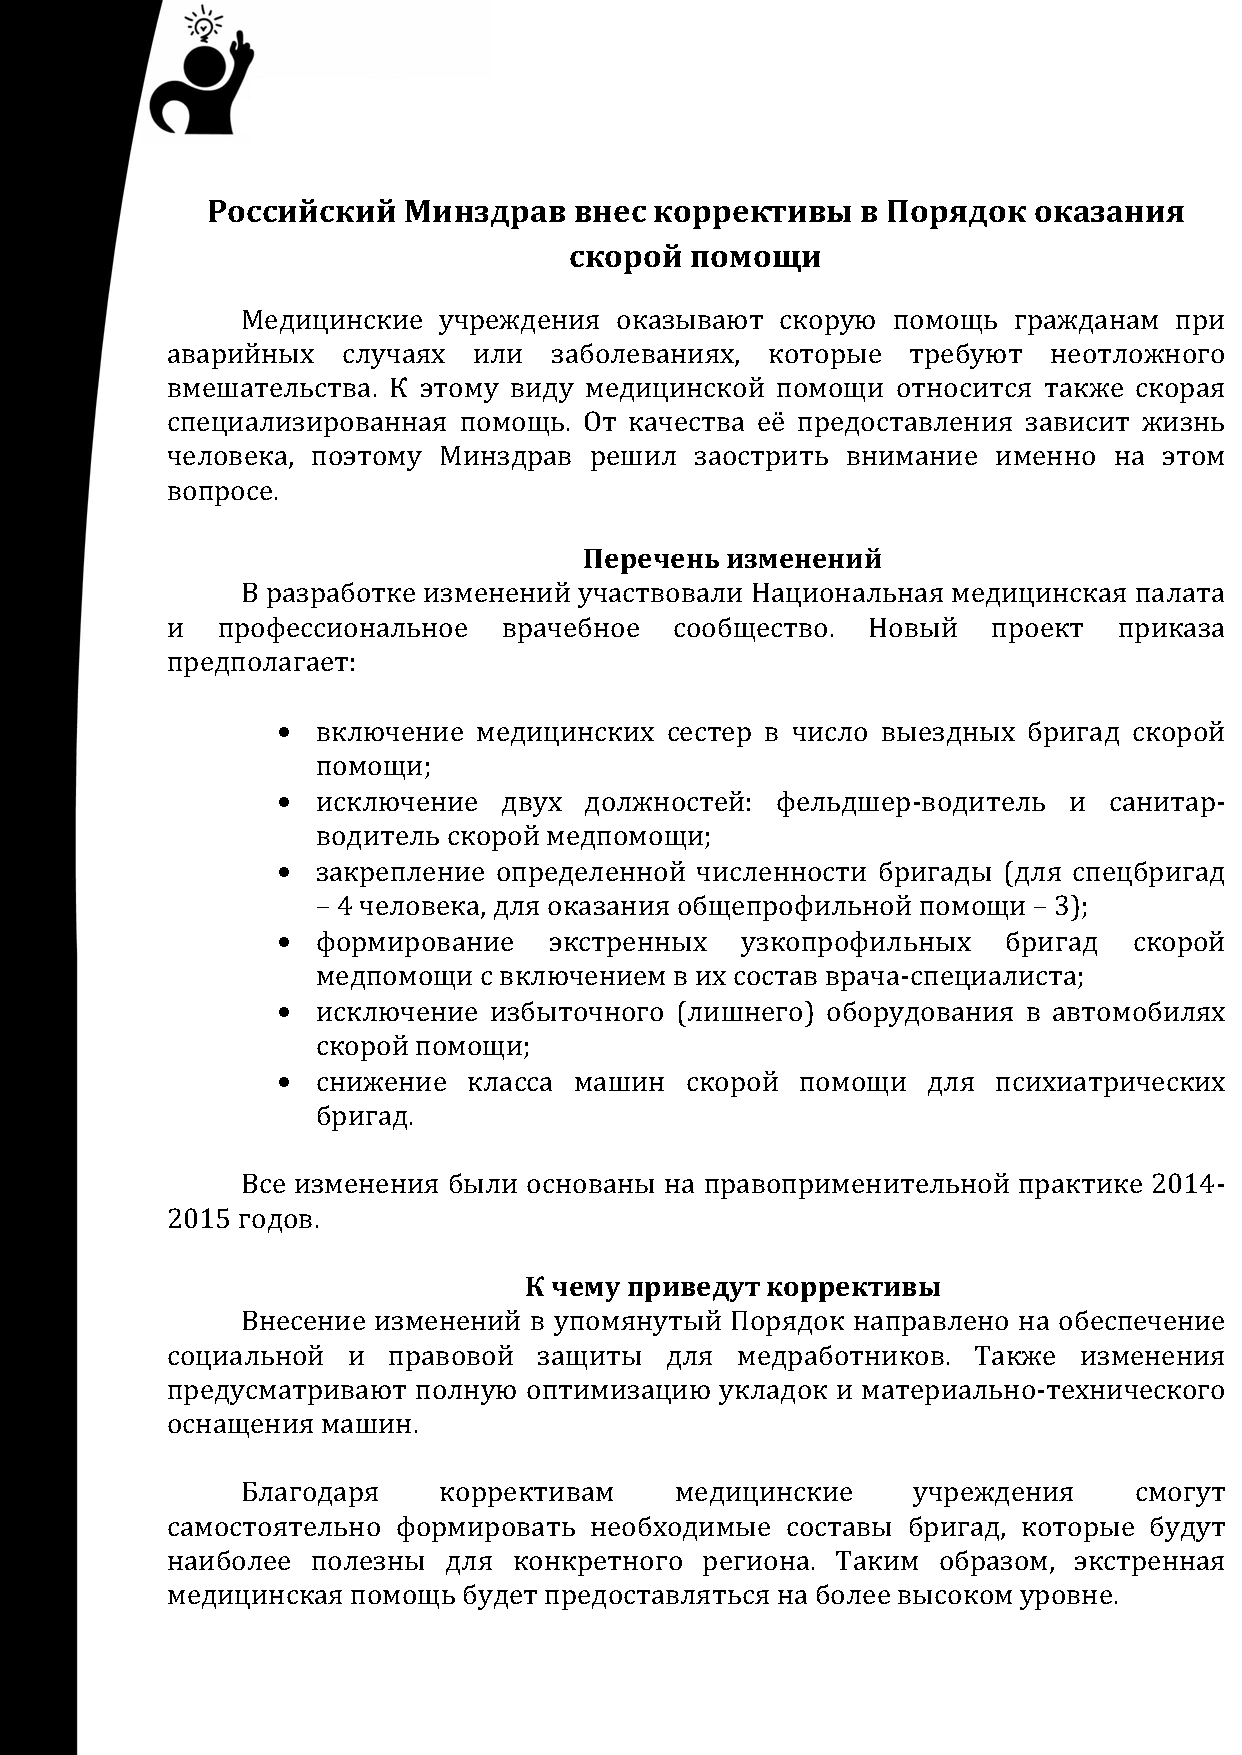 Российский Минздрав внес коррективы в Порядок оказания
скорой помощи
Медицинские учреждения оказывают скорую помощь гражданам при
аварийных случаях или заболеваниях, которые требуют неотложного
вмешательства. К этому виду медицинской помощи относится также скорая
специализированная помощь. От качества её предоставления зависит жизнь
человека, поэтому Минздрав решил заострить внимание именно на этом
вопросе.
Перечень изменений
В разработке изменений участвовали Национальная медицинская палата
и профессиональное врачебное сообщество. Новый проект приказа
предполагает:
• включение медицинских сестер в число выездных бригад скорой
помощи;
• исключение двух должностей: фельдшер-водитель и санитар-
водитель скорой медпомощи;
• закрепление определенной численности бригады (для спецбригад
– 4 человека, для оказания общепрофильной помощи – 3);
• формирование экстренных узкопрофильных бригад скорой
медпомощи с включением в их состав врача-специалиста;
• исключение избыточного (лишнего) оборудования в автомобилях
скорой помощи;
• снижение класса машин скорой помощи для психиатрических
бригад.
Все изменения были основаны на правоприменительной практике 2014-
2015 годов.
К чему приведут коррективы
Внесение изменений в упомянутый Порядок направлено на обеспечение
социальной и правовой защиты для медработников. Также изменения
предусматривают полную оптимизацию укладок и материально-технического
оснащения машин.
Благодаря коррективам медицинские учреждения смогут
самостоятельно формировать необходимые составы бригад, которые будут
наиболее полезны для конкретного региона. Таким образом, экстренная
медицинская помощь будет предоставляться на более высоком уровне.